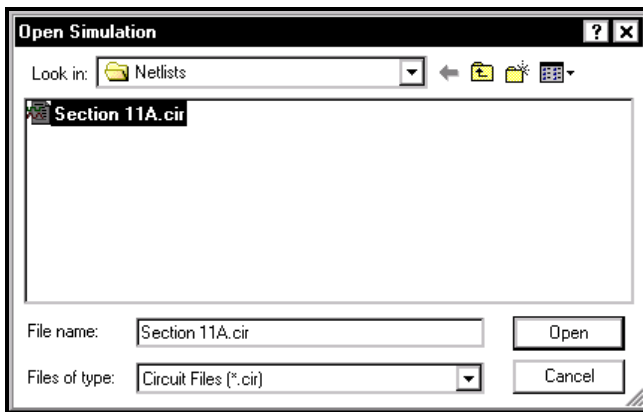 Open Simulation
Look in: Netlists
Section 11A.cir
File name: Section 11A.cir Open
Files of type: Circuit Files (*.cir) Cancel